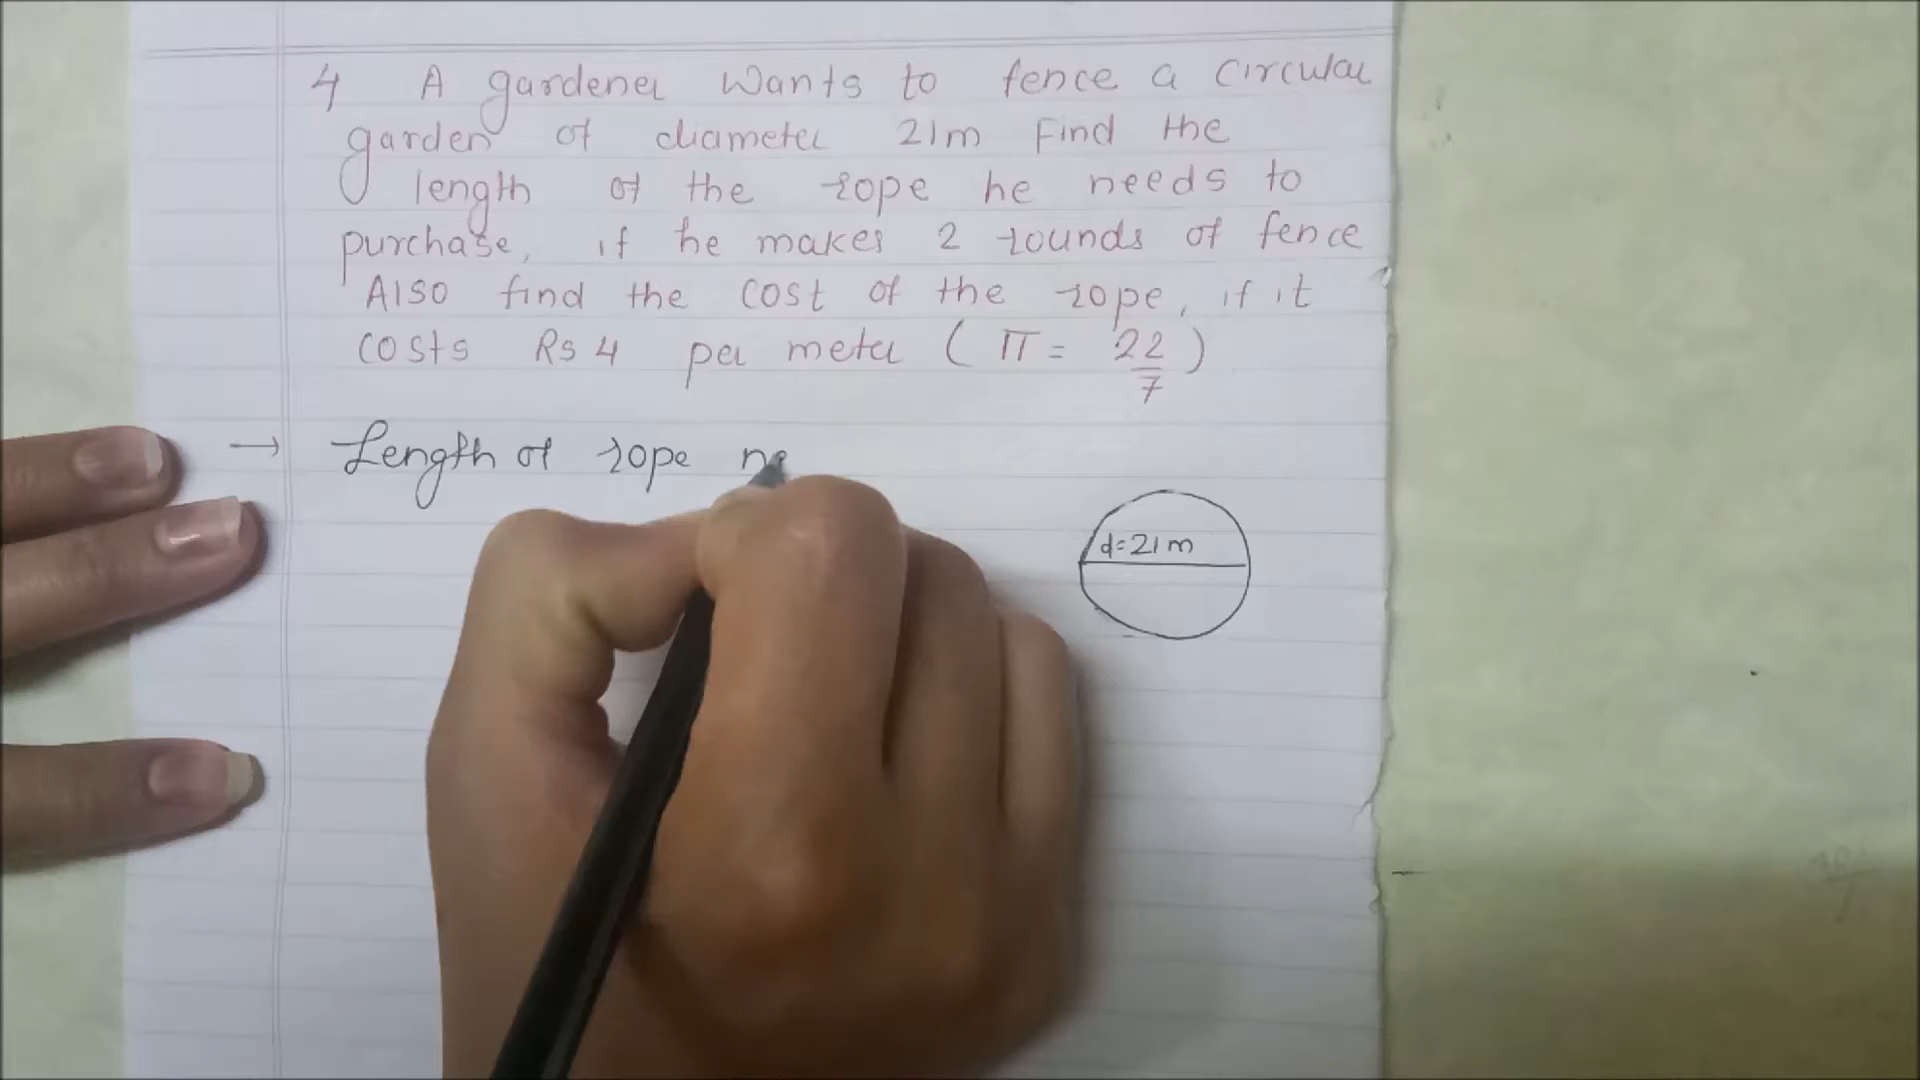 4 A gardener wants to fence a circular
garden of diameter 21m Find the
length of the rope he needs to
purchase, if he makes 2 rounds of fence
Also find the cost of the rope, if it
costs Rs 4 per meter ( π = 22/7 )
→ Length of rope ne
d=21m